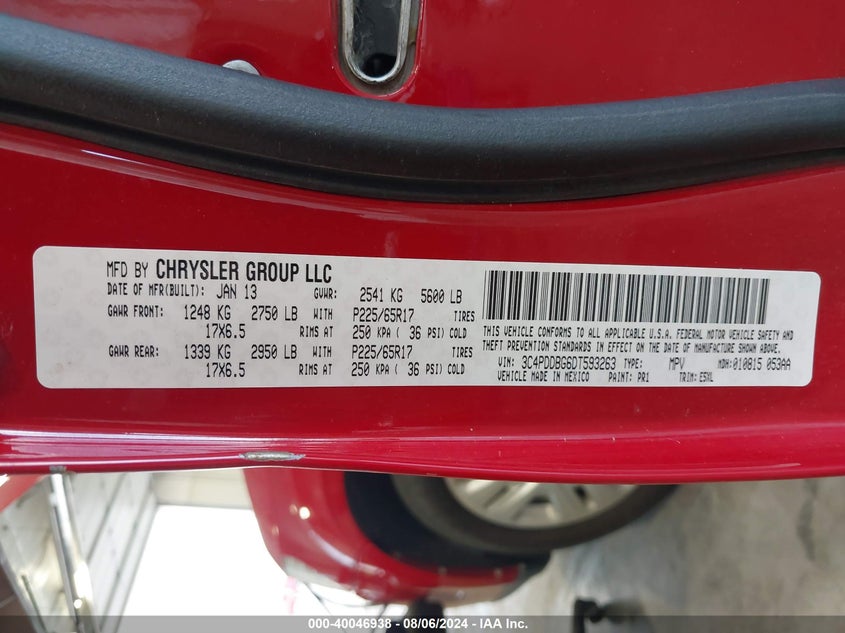 MFD BY CHRYSLER GROUP LLC
DATE OF MFR(BUILT): JAN 13 GVWR: 2541 KG 5600 LB
GAWR FRONT: 1248 KG 2750 LB WITH P225/65R17 TIRES
17X6.5 RIMS AT 250 KPA ( 36 PSI) COLD
GAWR REAR: 1339 KG 2950 LB WITH P225/65R17 TIRES
17X6.5 RIMS AT 250 KPA ( 36 PSI) COLD
THIS VEHICLE CONFORMS TO ALL APPLICABLE U.S.A. FEDERAL MOTOR VEHICLE SAFETY AND
THEFT PREVENTION STANDARDS IN EFFECT ON THE DATE OF MANUFACTURE SHOWN ABOVE.
VIN: 3C4PDDBG6DT593263 TYPE: MPV MDH:010815 053AA
VEHICLE MADE IN MEXICO PAINT: PR1 TRIM: E5XL
000-40046938 - 08/06/2024 - IAA Inc.